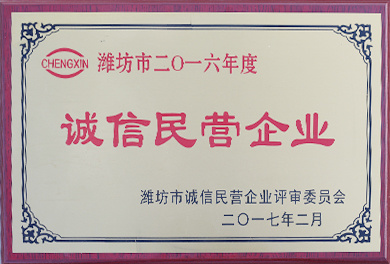 CHENGXIN
潍坊市二〇一六年度
诚信民营企业
潍坊市诚信民营企业评审委员会
二〇一七年二月